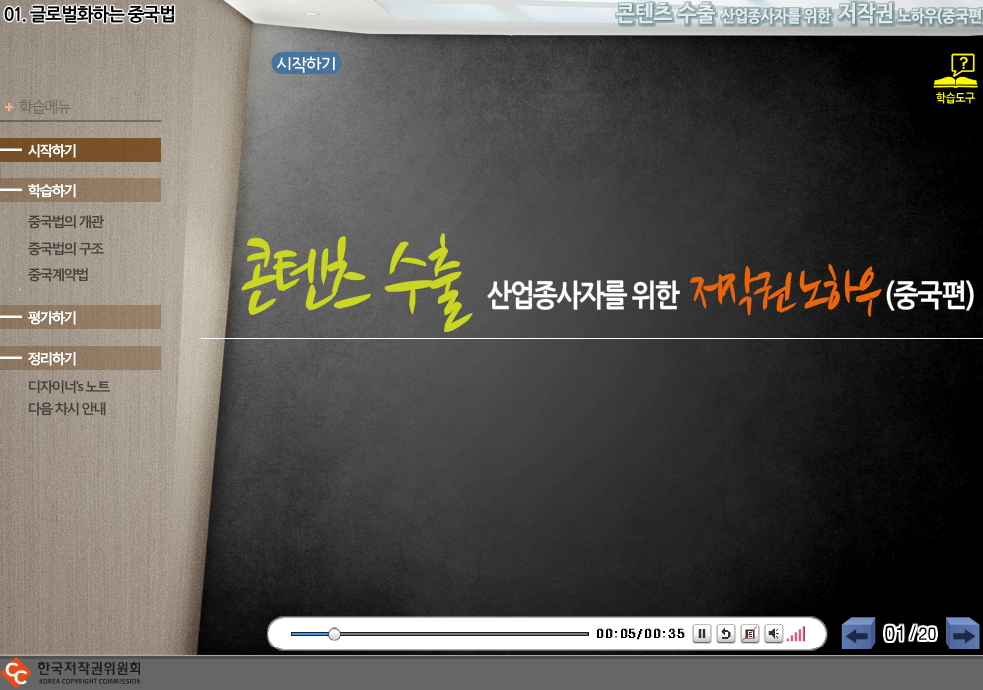 01. 글로벌화하는 중국법
콘텐츠 수출 산업종사자를 위한 저작권 노하우(중국편
시작하기
?
학습도구
+ 학습메뉴
시작하기
학습하기
중국법의 개관
중국법의 구조
중국계약법
평가하기
정리하기
디자이너's 노트
다음 차시 안내
콘텐츠 수출 산업종사자를 위한 저작권 노하우 (중국편)
00:05/00:35
01/20
CC 한국저작권위원회
KOREA COPYRIGHT COMMISSION